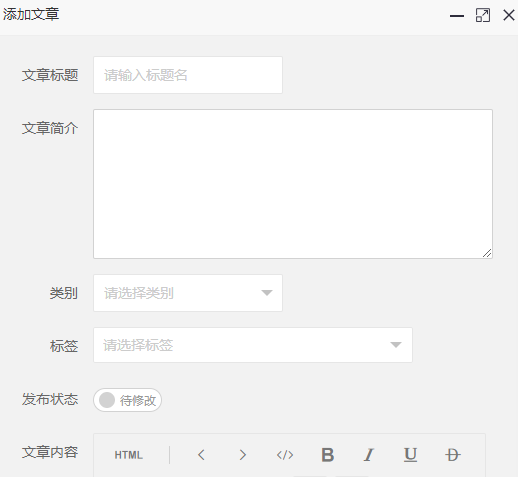 添加文章
文章标题 请输入标题名
文章简介
类别 请选择类别
标签 请选择标签
发布状态 待修改
文章内容 HTML < > </> B I U D